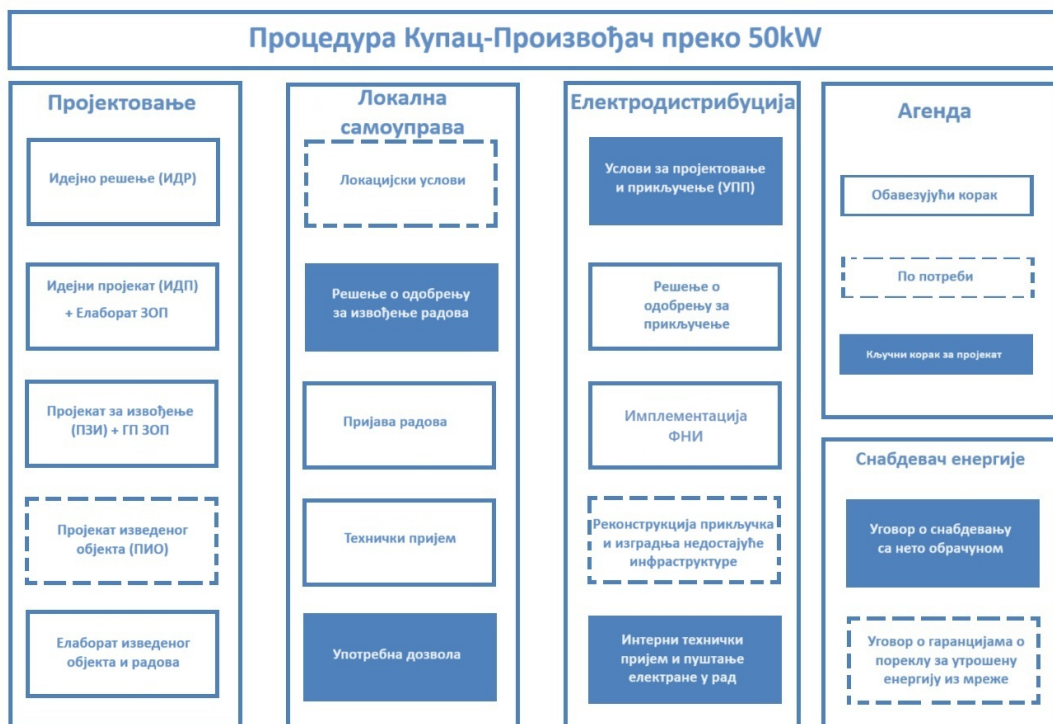 Процедура Купац-Произвођач преко 50kW
Пројектовање
Идејно решење (ИДР)
Идејни пројекат (ИДП)
+ Елаборат ЗОП
Пројекат за извођење
(ПЗИ) + ГП ЗОП
Пројекат изведеног
објекта (ПИО)
Елаборат изведеног
објекта и радова
Локална
самоуправа
Локацијски услови
Решење о одобрењу
за извођење радова
Пријава радова
Технички пријем
Употребна дозвола
Електродистрибуција
Услови за пројектовање
и прикључење (УПП)
Решење о
одобрењу за
прикључење
Имплементација
ФНИ
Реконструкција прикључка
и изградња недостајуће
инфраструктуре
Интерни технички
пријем и пуштање
електране у рад
Агенда
Обавезујући корак
По потреби
Кључни корак за пројекат
Снабдевач енергије
Уговор о снабдевању
са нето обрачуном
Уговор о гаранцијама о
пореклу за утрошену
енергију из мреже